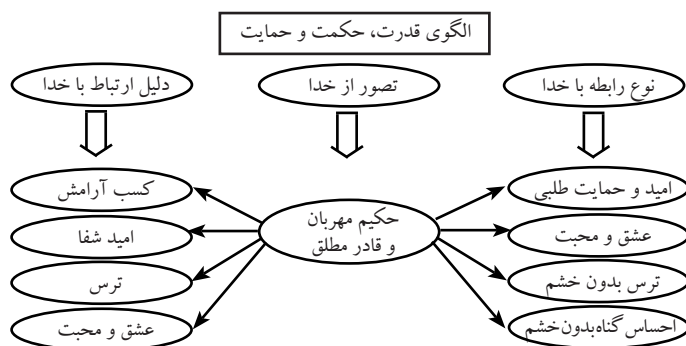 الگوی قدرت، حکمت و حمایت
نوع رابطه با خدا
تصور از خدا
دلیل ارتباط با خدا
امید و حمایت طلبی
عشق و محبت
ترس بدون خشم
احساس گناه‌بدون‌خشم
حکیم مهربان
و قادر مطلق
کسب آرامش
امید شفا
ترس
عشق و محبت